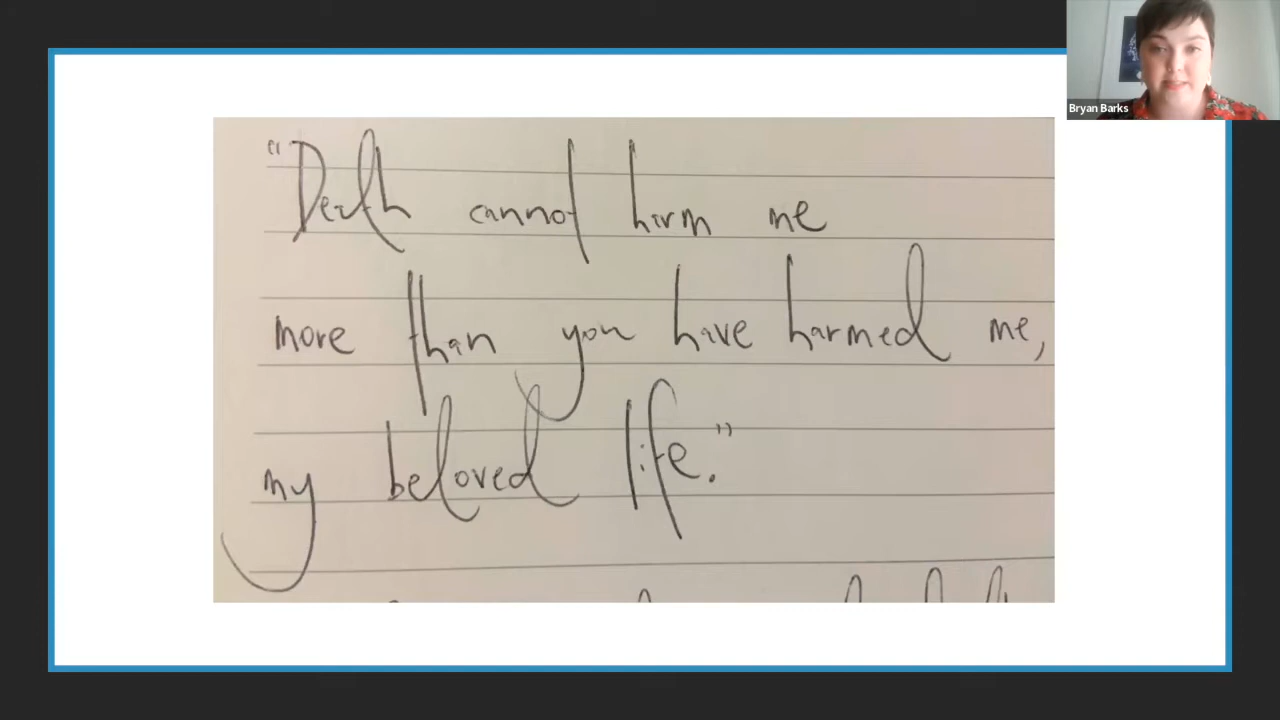 Bryan Barks
"Death cannot harm me
more than you have harmed me,
my beloved life."